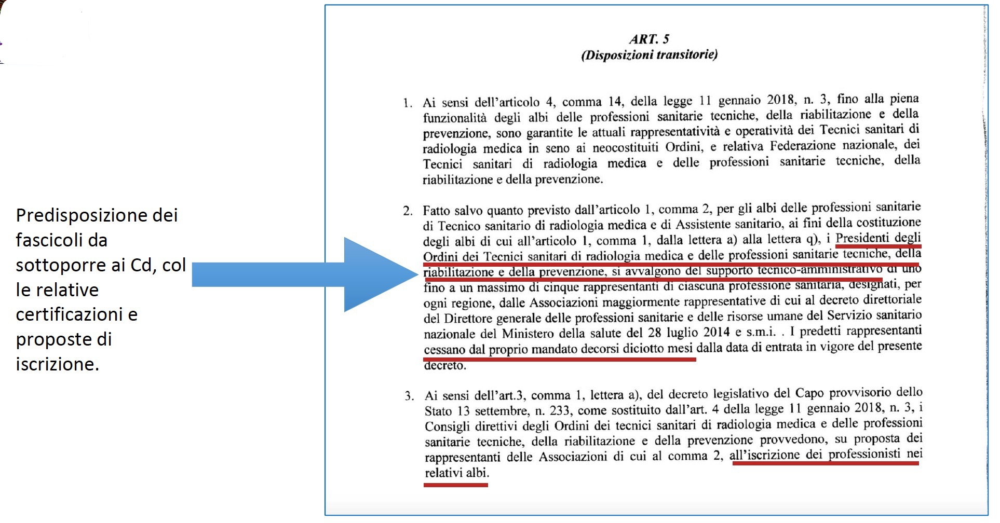 Predisposizione dei
fascicoli da
sottoporre ai Cd, col
le relative
certificazioni e
proposte di
iscrizione.
ART. 5
(Disposizioni transitorie)
1. Ai sensi dell'articolo 4, comma 14, della legge 11 gennaio 2018, n. 3, fino alla piena
funzionalità degli albi delle professioni sanitarie tecniche, della riabilitazione e della
prevenzione, sono garantite le attuali rappresentatività e operatività dei Tecnici sanitari di
radiologia medica in seno ai neocostituiti Ordini, e relativa Federazione nazionale, dei
Tecnici sanitari di radiologia medica e delle professioni sanitarie tecniche, della
riabilitazione e della prevenzione.
2. Fatto salvo quanto previsto dall'articolo 1, comma 2, per gli albi delle professioni sanitarie
di Tecnico sanitario di radiologia medica e di Assistente sanitario, ai fini della costituzione
degli albi di cui all'articolo 1, comma 1, dalla lettera a) alla lettera q), i Presidenti degli
Ordini dei Tecnici sanitari di radiologia medica e delle professioni sanitarie tecniche, della
riabilitazione e della prevenzione, si avvalgono del supporto tecnico-amministrativo di uno
fino a un massimo di cinque rappresentanti di ciascuna professione sanitaria, designati, per
ogni regione, dalle Associazioni maggiormente rappresentative di cui al decreto direttoriale
del Direttore generale delle professioni sanitarie e delle risorse umane del Servizio sanitario
nazionale del Ministero della salute del 28 luglio 2014 e s.m.i. . I predetti rappresentanti
cessano dal proprio mandato decorsi diciotto mesi dalla data di entrata in vigore del presente
decreto.
3. Ai sensi dell'art.3, comma 1, lettera a), del decreto legislativo del Capo provvisorio dello
Stato 13 settembre, n. 233, come sostituito dall'art. 4 della legge 11 gennaio 2018, n. 3, i
Consigli direttivi degli Ordini dei tecnici sanitari di radiologia medica e delle professioni
sanitarie tecniche, della riabilitazione e della prevenzione provvedono, su proposta dei
rappresentanti delle Associazioni di cui al comma 2, all'iscrizione dei professionisti nei
relativi albi.